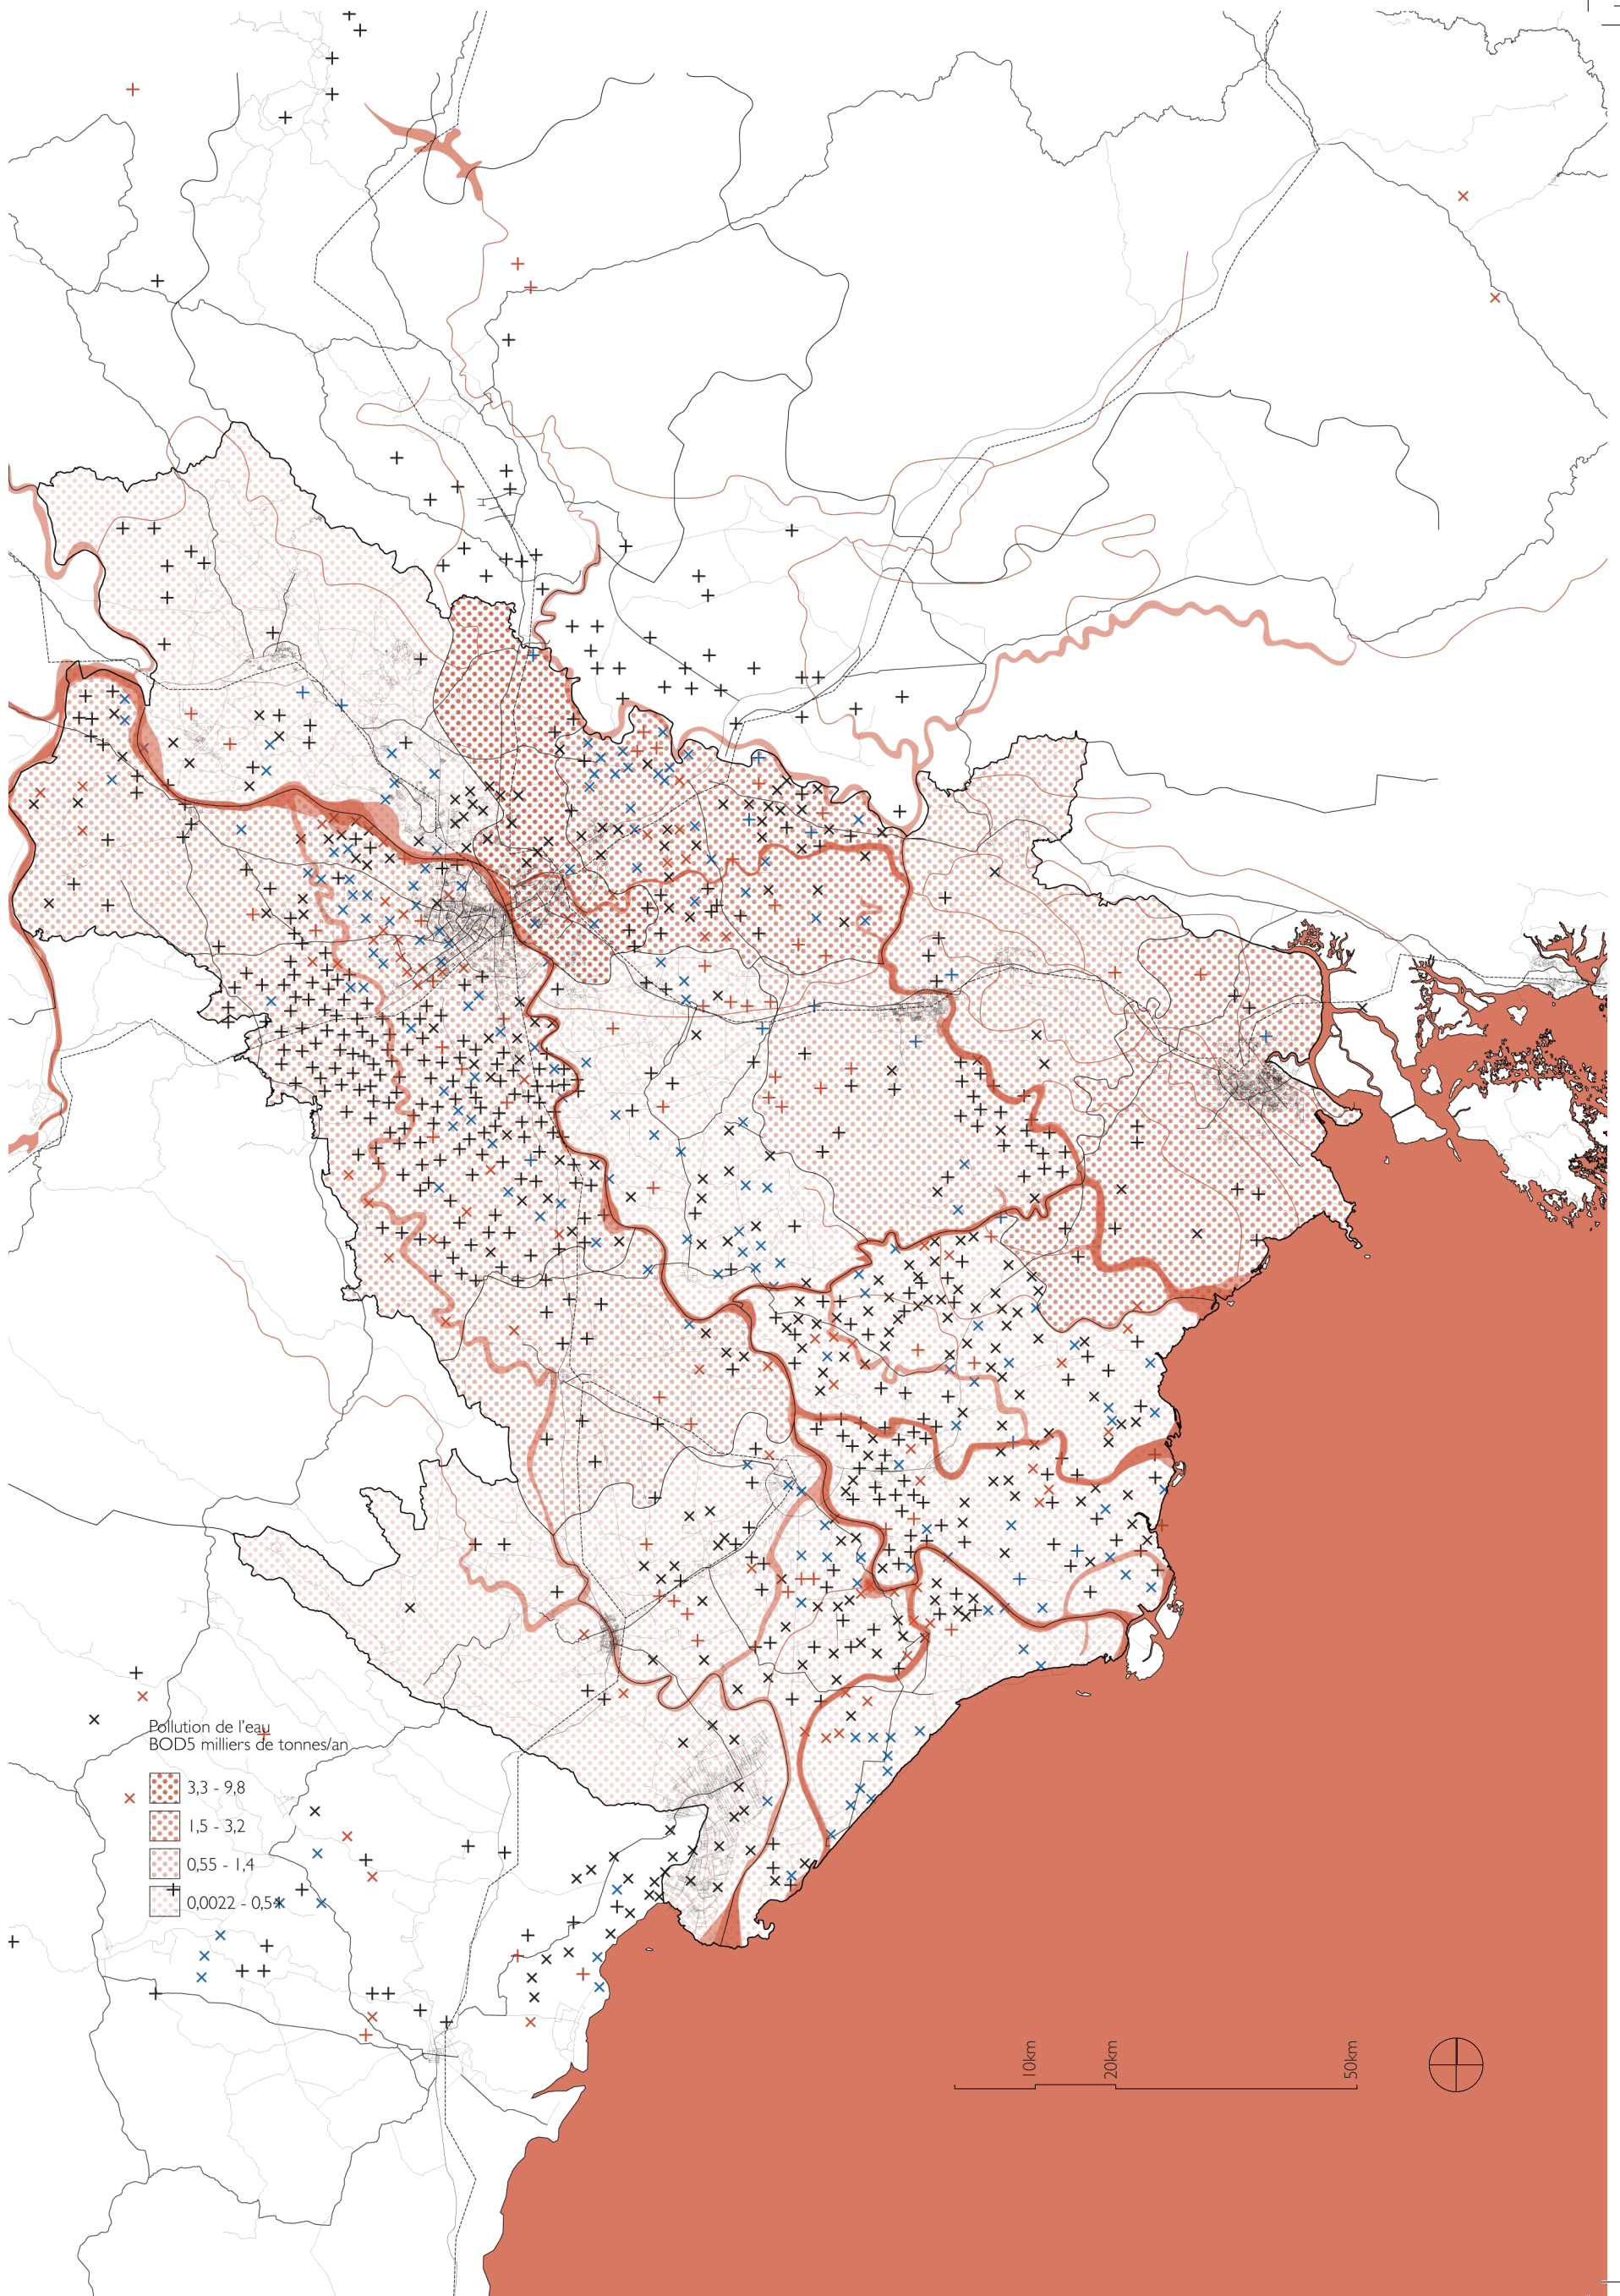 Pollution de l'eau
BOD5 milliers de tonnes/an
3,3 - 9,8
1,5 - 3,2
0,55 - 1,4
0,0022 - 0,54
10km
20km
50km